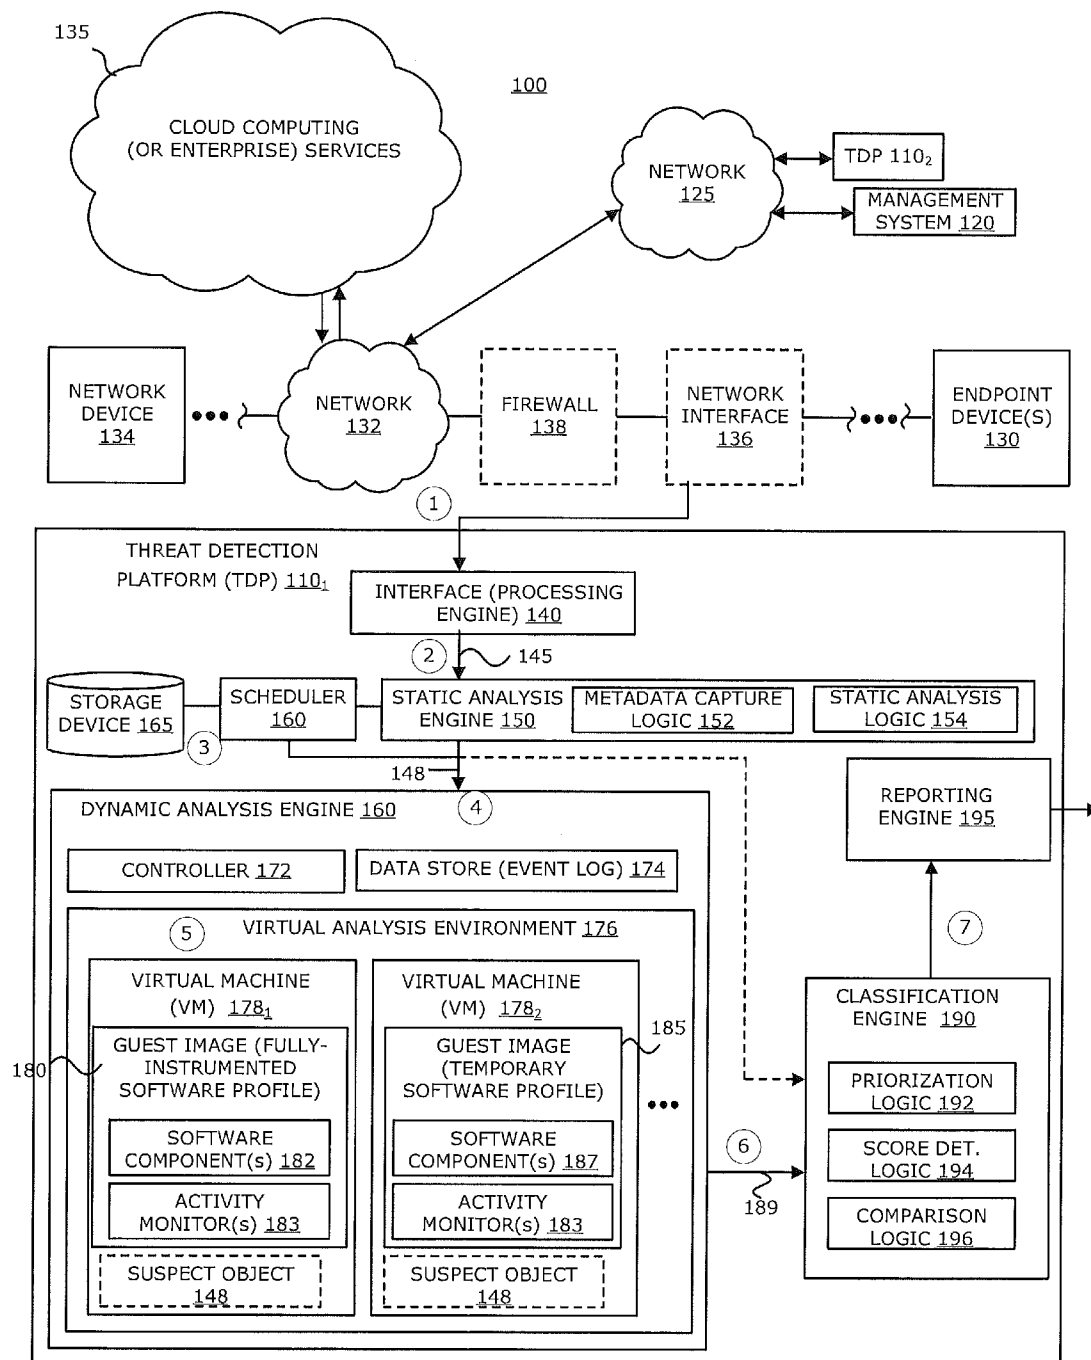 135
100
CLOUD COMPUTING
(OR ENTERPRISE) SERVICES
NETWORK
125
TDP 110₂
MANAGEMENT
SYSTEM 120
NETWORK
DEVICE
134
NETWORK
132
FIREWALL
138
NETWORK
INTERFACE
136
ENDPOINT
DEVICE(S)
130
1
THREAT DETECTION
PLATFORM (TDP) 110₁
INTERFACE (PROCESSING
ENGINE) 140
2
145
STORAGE
DEVICE 165
SCHEDULER
160
STATIC ANALYSIS
ENGINE 150
METADATA CAPTURE
LOGIC 152
STATIC ANALYSIS
LOGIC 154
3
148
DYNAMIC ANALYSIS ENGINE 160
4
REPORTING
ENGINE 195
CONTROLLER 172
DATA STORE (EVENT LOG) 174
5
VIRTUAL ANALYSIS ENVIRONMENT 176
7
VIRTUAL MACHINE
(VM) 178₁
VIRTUAL MACHINE
(VM) 178₂
CLASSIFICATION
ENGINE 190
180
GUEST IMAGE (FULLY-
INSTRUMENTED
SOFTWARE PROFILE)
185
GUEST IMAGE
(TEMPORARY
SOFTWARE PROFILE)
PRIORIZATION
LOGIC 192
SOFTWARE
COMPONENT(s) 182
SOFTWARE
COMPONENT(s) 187
6
189
SCORE DET.
LOGIC 194
ACTIVITY
MONITOR(s) 183
ACTIVITY
MONITOR(s) 183
COMPARISON
LOGIC 196
SUSPECT OBJECT
148
SUSPECT OBJECT
148